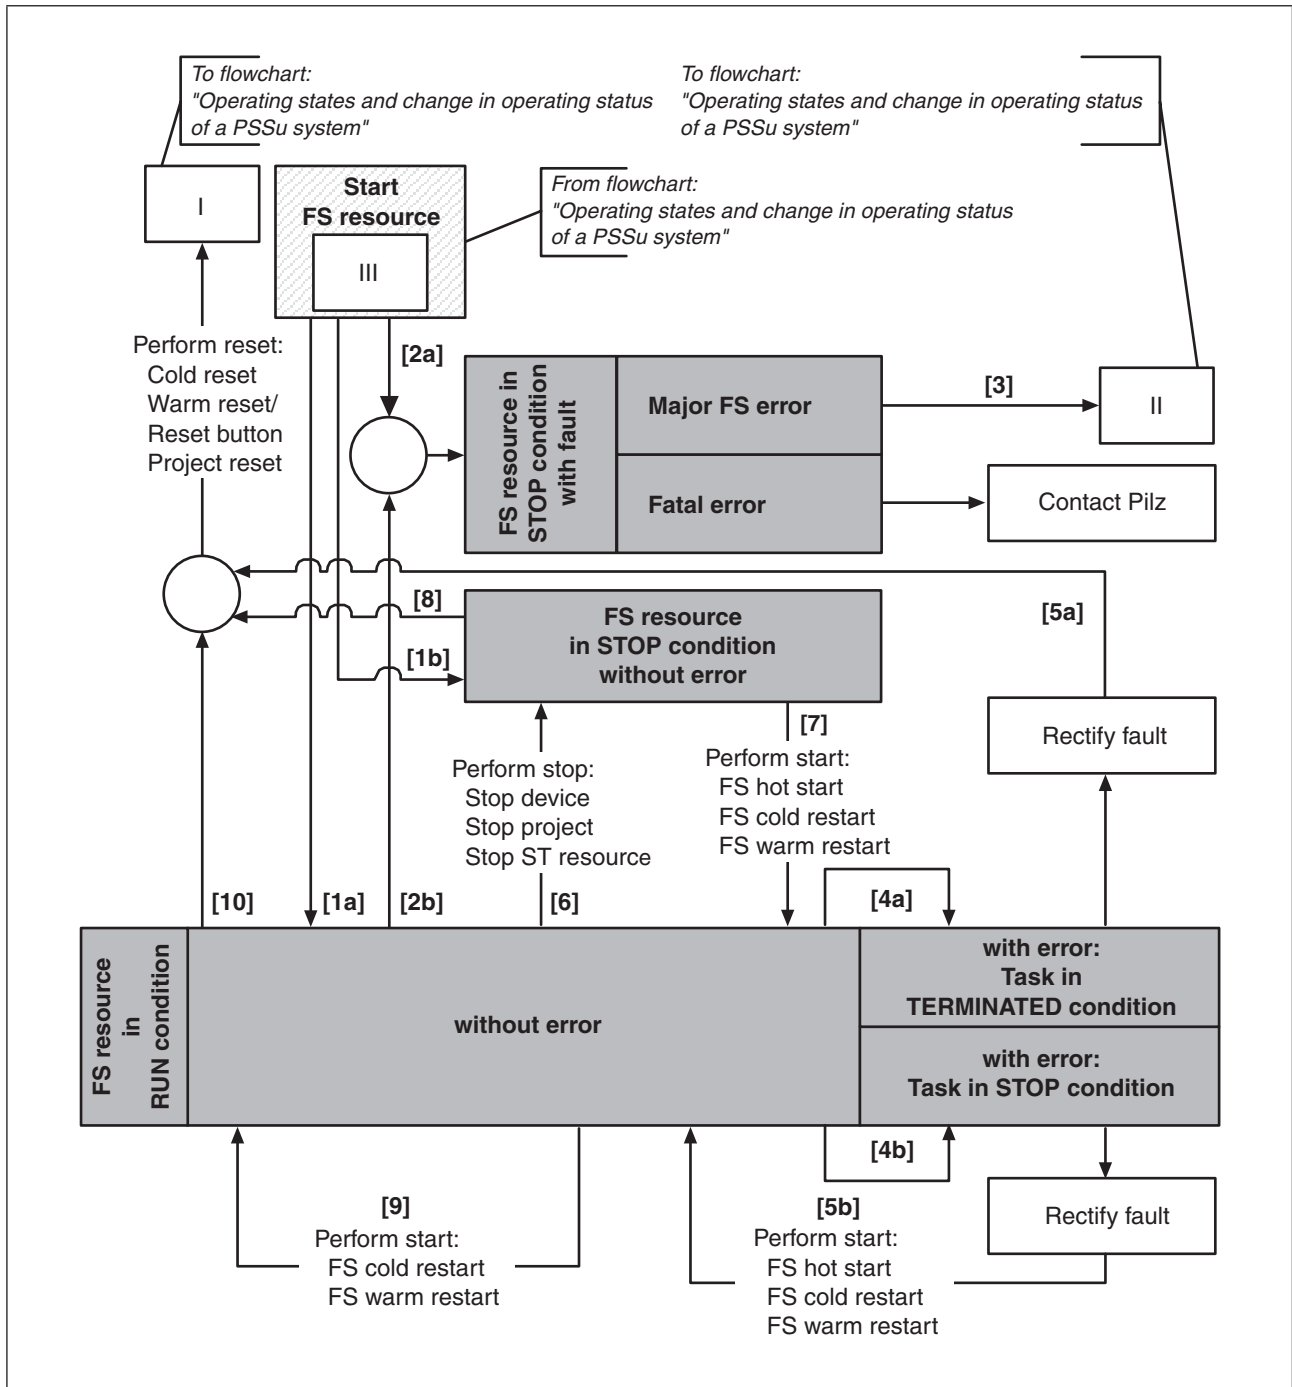 To flowchart:
"Operating states and change in operating status
of a PSSu system"
To flowchart:
"Operating states and change in operating status
of a PSSu system"
I
Start
FS resource
III
From flowchart:
"Operating states and change in operating status
of a PSSu system"
Perform reset:
Cold reset
Warm reset/
Reset button
Project reset
[2a]
FS resource in
STOP condition
with fault
Major FS error
[3]
II
Fatal error
Contact Pilz
[8]
FS resource
in STOP condition
without error
[1b]
[5a]
Rectify fault
[7]
Perform start:
FS hot start
FS cold restart
FS warm restart
Perform stop:
Stop device
Stop project
Stop ST resource
[10]
[1a]
[2b]
[6]
[4a]
FS resource
in
RUN condition
without error
with error:
Task in
TERMINATED condition
with error:
Task in STOP condition
[4b]
[9]
Perform start:
FS cold restart
FS warm restart
[5b]
Perform start:
FS hot start
FS cold restart
FS warm restart
Rectify fault